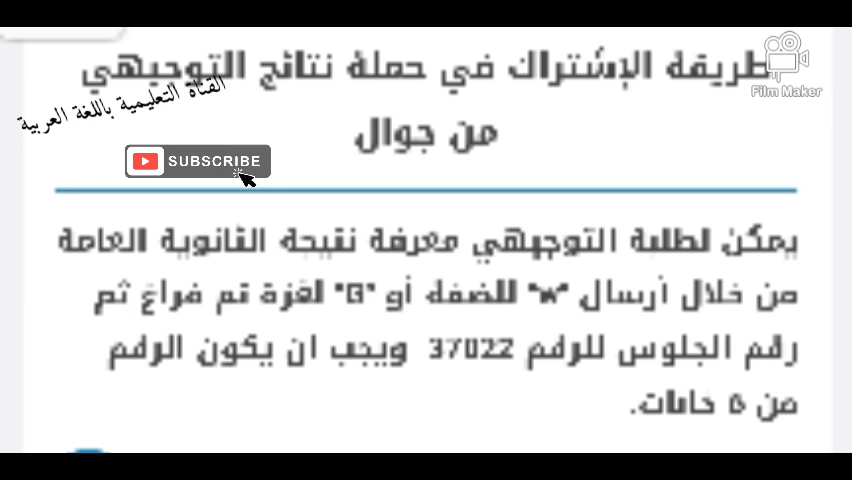 طريقة الإشتراك في حملة نتائج التوجيهي
من جوال
Film Maker
القناة التعليمية باللغة العربية
SUBSCRIBE
يمكن لطلبة التوجيهي معرفة نتيجة الثانوية العامة
من خلال أرسال "W" للضفة أو "G" لغزة ثم فراغ ثم
رقم الجلوس للرقم 37022 ويجب ان يكون الرقم
من 8 خانات.